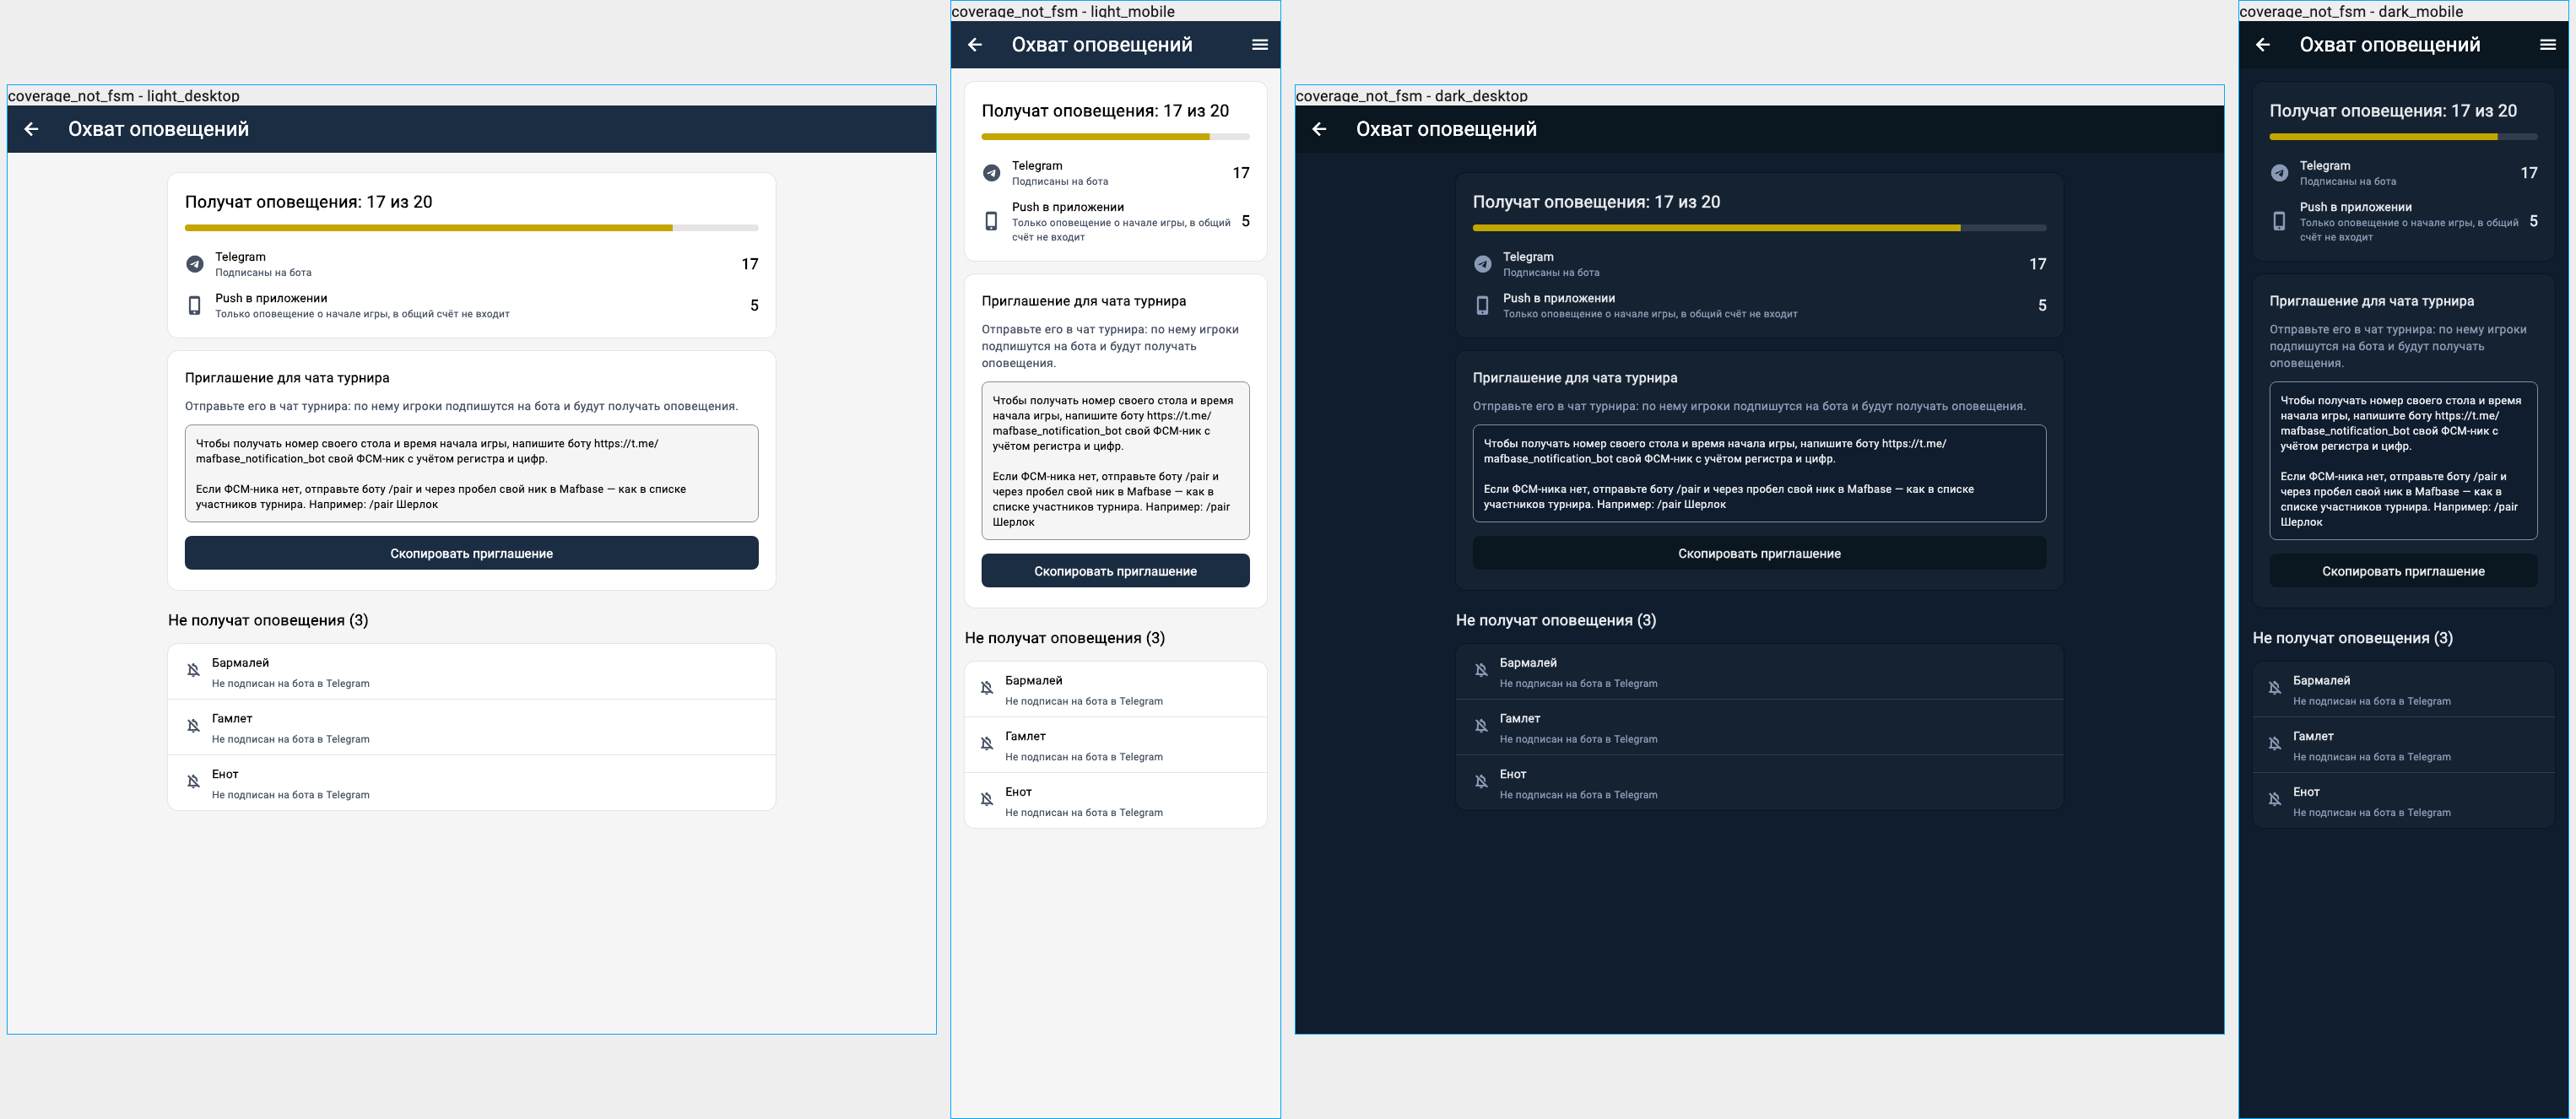 coverage_not_fsm - light_desktop
Охват оповещений
Получат оповещения: 17 из 20
Telegram
Подписаны на бота
17
Push в приложении
Только оповещение о начале игры, в общий счёт не входит
5
Приглашение для чата турнира
Отправьте его в чат турнира: по нему игроки подпишутся на бота и будут получать оповещения.
Чтобы получать номер своего стола и время начала игры, напишите боту https://t.me/
mafbase_notification_bot свой ФСМ-ник с учётом регистра и цифр.
Если ФСМ-ника нет, отправьте боту /pair и через пробел свой ник в Mafbase — как в списке
участников турнира. Например: /pair Шерлок
Скопировать приглашение
Не получат оповещения (3)
Бармалей
Не подписан на бота в Telegram
Гамлет
Не подписан на бота в Telegram
Енот
Не подписан на бота в Telegram
coverage_not_fsm - light_mobile
Охват оповещений
Получат оповещения: 17 из 20
Telegram
Подписаны на бота
17
Push в приложении
Только оповещение о начале игры, в общий
счёт не входит
5
Приглашение для чата турнира
Отправьте его в чат турнира: по нему игроки
подпишутся на бота и будут получать
оповещения.
Чтобы получать номер своего стола и время
начала игры, напишите боту https://t.me/
mafbase_notification_bot свой ФСМ-ник с
учётом регистра и цифр.
Если ФСМ-ника нет, отправьте боту /pair и
через пробел свой ник в Mafbase — как в
списке участников турнира. Например: /pair
Шерлок
Скопировать приглашение
Не получат оповещения (3)
Бармалей
Не подписан на бота в Telegram
Гамлет
Не подписан на бота в Telegram
Енот
Не подписан на бота в Telegram
coverage_not_fsm - dark_desktop
Охват оповещений
Получат оповещения: 17 из 20
Telegram
Подписаны на бота
17
Push в приложении
Только оповещение о начале игры, в общий счёт не входит
5
Приглашение для чата турнира
Отправьте его в чат турнира: по нему игроки подпишутся на бота и будут получать оповещения.
Чтобы получать номер своего стола и время начала игры, напишите боту https://t.me/
mafbase_notification_bot свой ФСМ-ник с учётом регистра и цифр.
Если ФСМ-ника нет, отправьте боту /pair и через пробел свой ник в Mafbase — как в списке
участников турнира. Например: /pair Шерлок
Скопировать приглашение
Не получат оповещения (3)
Бармалей
Не подписан на бота в Telegram
Гамлет
Не подписан на бота в Telegram
Енот
Не подписан на бота в Telegram
coverage_not_fsm - dark_mobile
Охват оповещений
Получат оповещения: 17 из 20
Telegram
Подписаны на бота
17
Push в приложении
Только оповещение о начале игры, в общий
счёт не входит
5
Приглашение для чата турнира
Отправьте его в чат турнира: по нему игроки
подпишутся на бота и будут получать
оповещения.
Чтобы получать номер своего стола и время
начала игры, напишите боту https://t.me/
mafbase_notification_bot свой ФСМ-ник с
учётом регистра и цифр.
Если ФСМ-ника нет, отправьте боту /pair и
через пробел свой ник в Mafbase — как в
списке участников турнира. Например: /pair
Шерлок
Скопировать приглашение
Не получат оповещения (3)
Бармалей
Не подписан на бота в Telegram
Гамлет
Не подписан на бота в Telegram
Енот
Не подписан на бота в Telegram